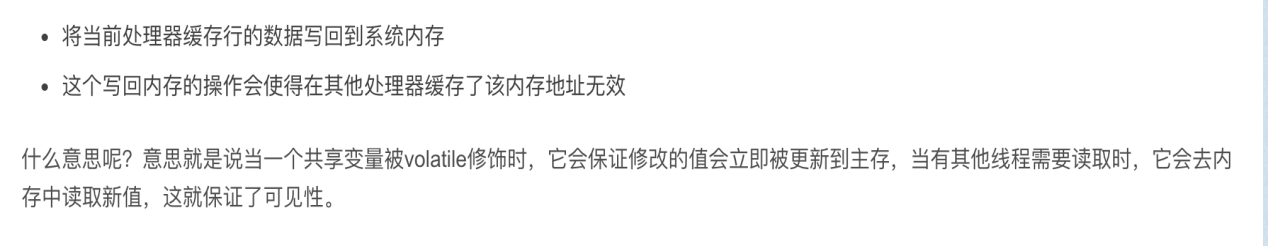 • 将当前处理器缓存行的数据写回到系统内存
• 这个写回内存的操作会使得在其他处理器缓存了该内存地址无效
什么意思呢？意思就是说当一个共享变量被volatile修饰时，它会保证修改的值会立即被更新到主存，当有其他线程需要读取时，它会去内
存中读取新值，这就保证了可见性。